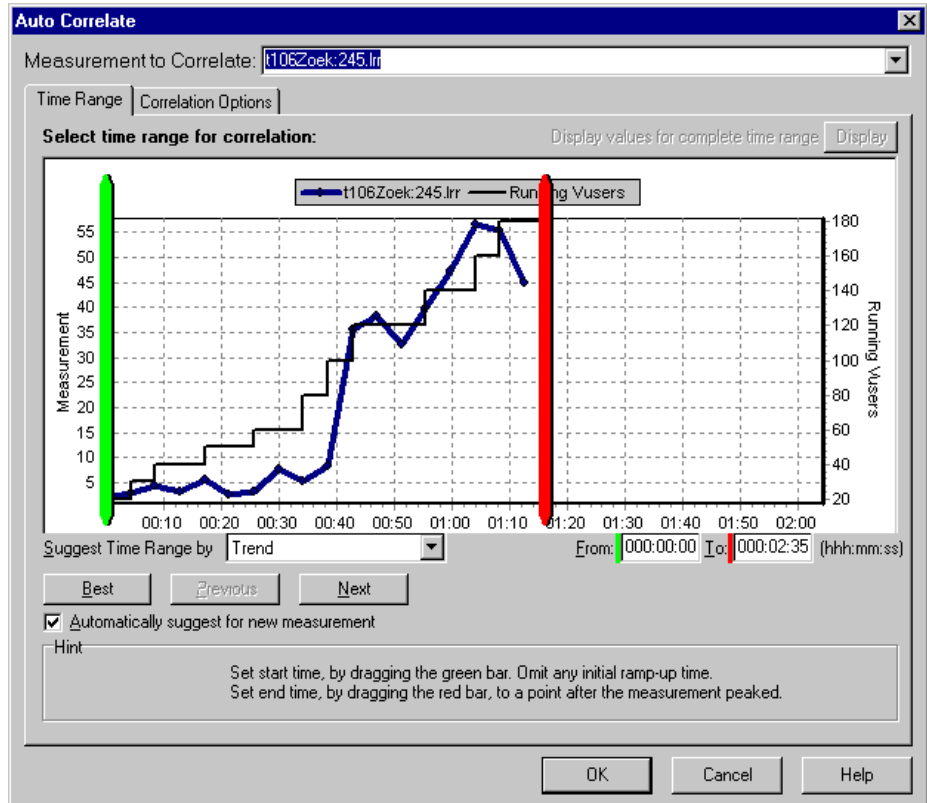 Auto Correlate
Measurement to Correlate: t106Zoek:245.lrr
Time Range Correlation Options
Select time range for correlation: Display values for complete time range Display
t106Zoek:245.lrr Running Vusers
Measurement
55
50
45
40
35
30
25
20
15
10
5
180
160
140
120
100
80
60
40
20
Running Vusers
00:10 00:20 00:30 00:40 00:50 01:00 01:10 01:20 01:30 01:40 01:50 02:00
Suggest Time Range by Trend From: 000:00:00 To: 000:02:35 (hhh:mm:ss)
Best Previous Next
Automatically suggest for new measurement
Hint
Set start time, by dragging the green bar. Omit any initial ramp-up time.
Set end time, by dragging the red bar, to a point after the measurement peaked.
OK Cancel Help